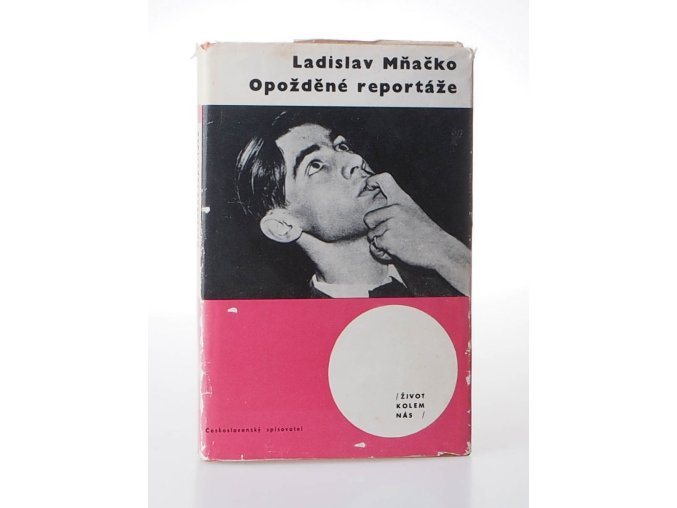 Ladislav Mňačko
Opožděné reportáže
/ŽIVOT
KOLEM
NÁS/
Československý spisovatel